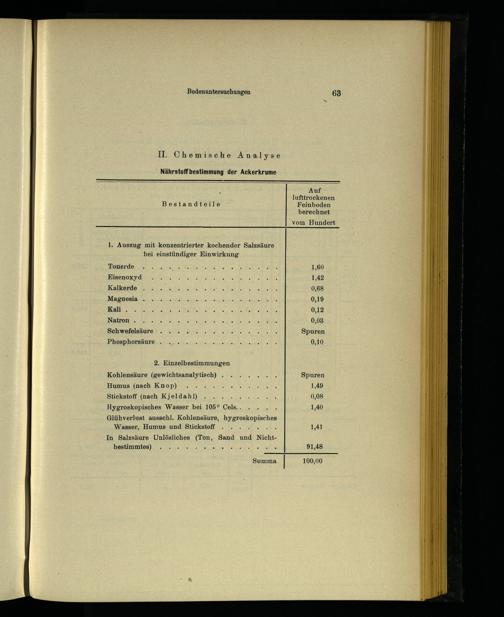 Bodenuntersuchungen 63
II. Chemische Analyse
Nährstoffbestimmung der Ackerkrume
Bestandteile
Auf
lufttrockenen
Feinboden
berechnet
vom Hundert
1. Auszug mit konzentrierter kochender Salzsäure
bei einstündiger Einwirkung
Tonerde . . . . . . . . . . . . . . . . 1,60
Eisenoxyd . . . . . . . . . . . . . . . 1,42
Kalkerde . . . . . . . . . . . . . . . . 0,68
Magnesia . . . . . . . . . . . . . . . . 0,19
Kali . . . . . . . . . . . . . . . . . . 0,12
Natron . . . . . . . . . . . . . . . . . 0,03
Schwefelsäure . . . . . . . . . . . . . . Spuren
Phosphorsäure . . . . . . . . . . . . . . 0,10
2. Einzelbestimmungen
Kohlensäure (gewichtsanalytisch) . . . . . . . Spuren
Humus (nach Knop) . . . . . . . . . . . 1,49
Stickstoff (nach Kjeldahl) . . . . . . . . . 0,08
Hygroskopisches Wasser bei 105° Cels. . . . . . 1,40
Glühverlust ausschl. Kohlensäure, hygroskopisches
Wasser, Humus und Stickstoff . . . . . . . 1,41
In Salzsäure Unlösliches (Ton, Sand und Nicht-
bestimmtes) . . . . . . . . . . . . . . 91,48
Summa 100,00